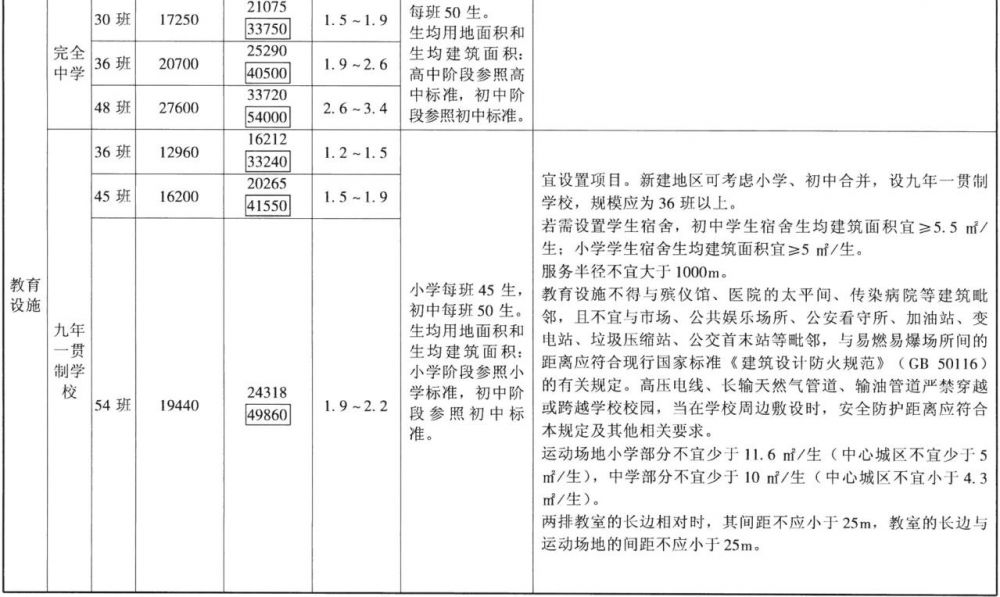 教育
设施
完全
中学
30 班 17250 21075 33750 1.5~1.9
36 班 20700 25290 40500 1.9~2.6
48 班 27600 33720 54000 2.6~3.4
每班 50 生。
生均用地面积和
生均建筑面积：
高中阶段参照高
中标准，初中阶
段参照初中标准。
九年
一贯
制学
校
36 班 12960 16212 33240 1.2~1.5
45 班 16200 20265 41550 1.5~1.9
54 班 19440 24318 49860 1.9~2.2
小学每班 45 生，
初中每班 50 生。
生均用地面积和
生均建筑面积：
小学阶段参照小
学标准，初中阶
段参照初中标
准。
宜设置项目。新建地区可考虑小学、初中合并，设九年一贯制
学校，规模应为 36 班以上。
若需设置学生宿舍，初中学生宿舍生均建筑面积宜≥5.5 ㎡/
生；小学学生宿舍生均建筑面积宜≥5 ㎡/生。
服务半径不宜大于 1000m。
教育设施不得与殡仪馆、医院的太平间、传染病院等建筑毗
邻，且不宜与市场、公共娱乐场所、公安看守所、加油站、变
电站、垃圾压缩站、公交首末站等毗邻，与易燃易爆场所间的
距离应符合现行国家标准《建筑设计防火规范》（GB 50116）
的有关规定。高压电线、长输天然气管道、输油管道严禁穿越
或跨越学校校园，当在学校周边敷设时，安全防护距离应符合
本规定及其他相关要求。
运动场地小学部分不宜少于 11.6 ㎡/生（中心城区不宜少于 5
㎡/生），中学部分不宜少于 10 ㎡/生（中心城区不宜小于 4.3
㎡/生）。
两排教室的长边相对时，其间距不应小于 25m，教室的长边与
运动场地的间距不应小于 25m。